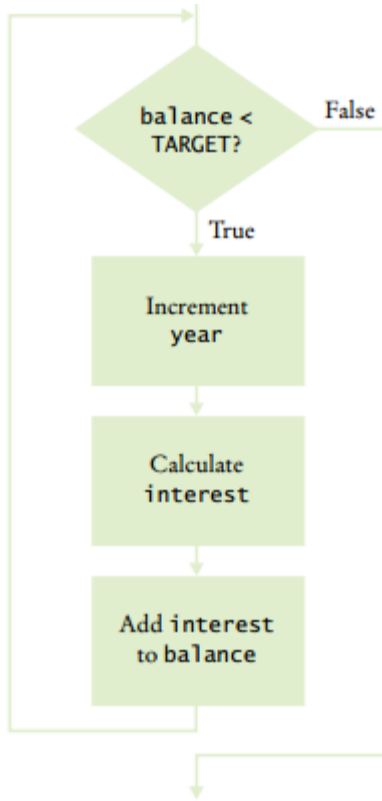 balance <
TARGET?
False
True
Increment
year
Calculate
interest
Add interest
to balance